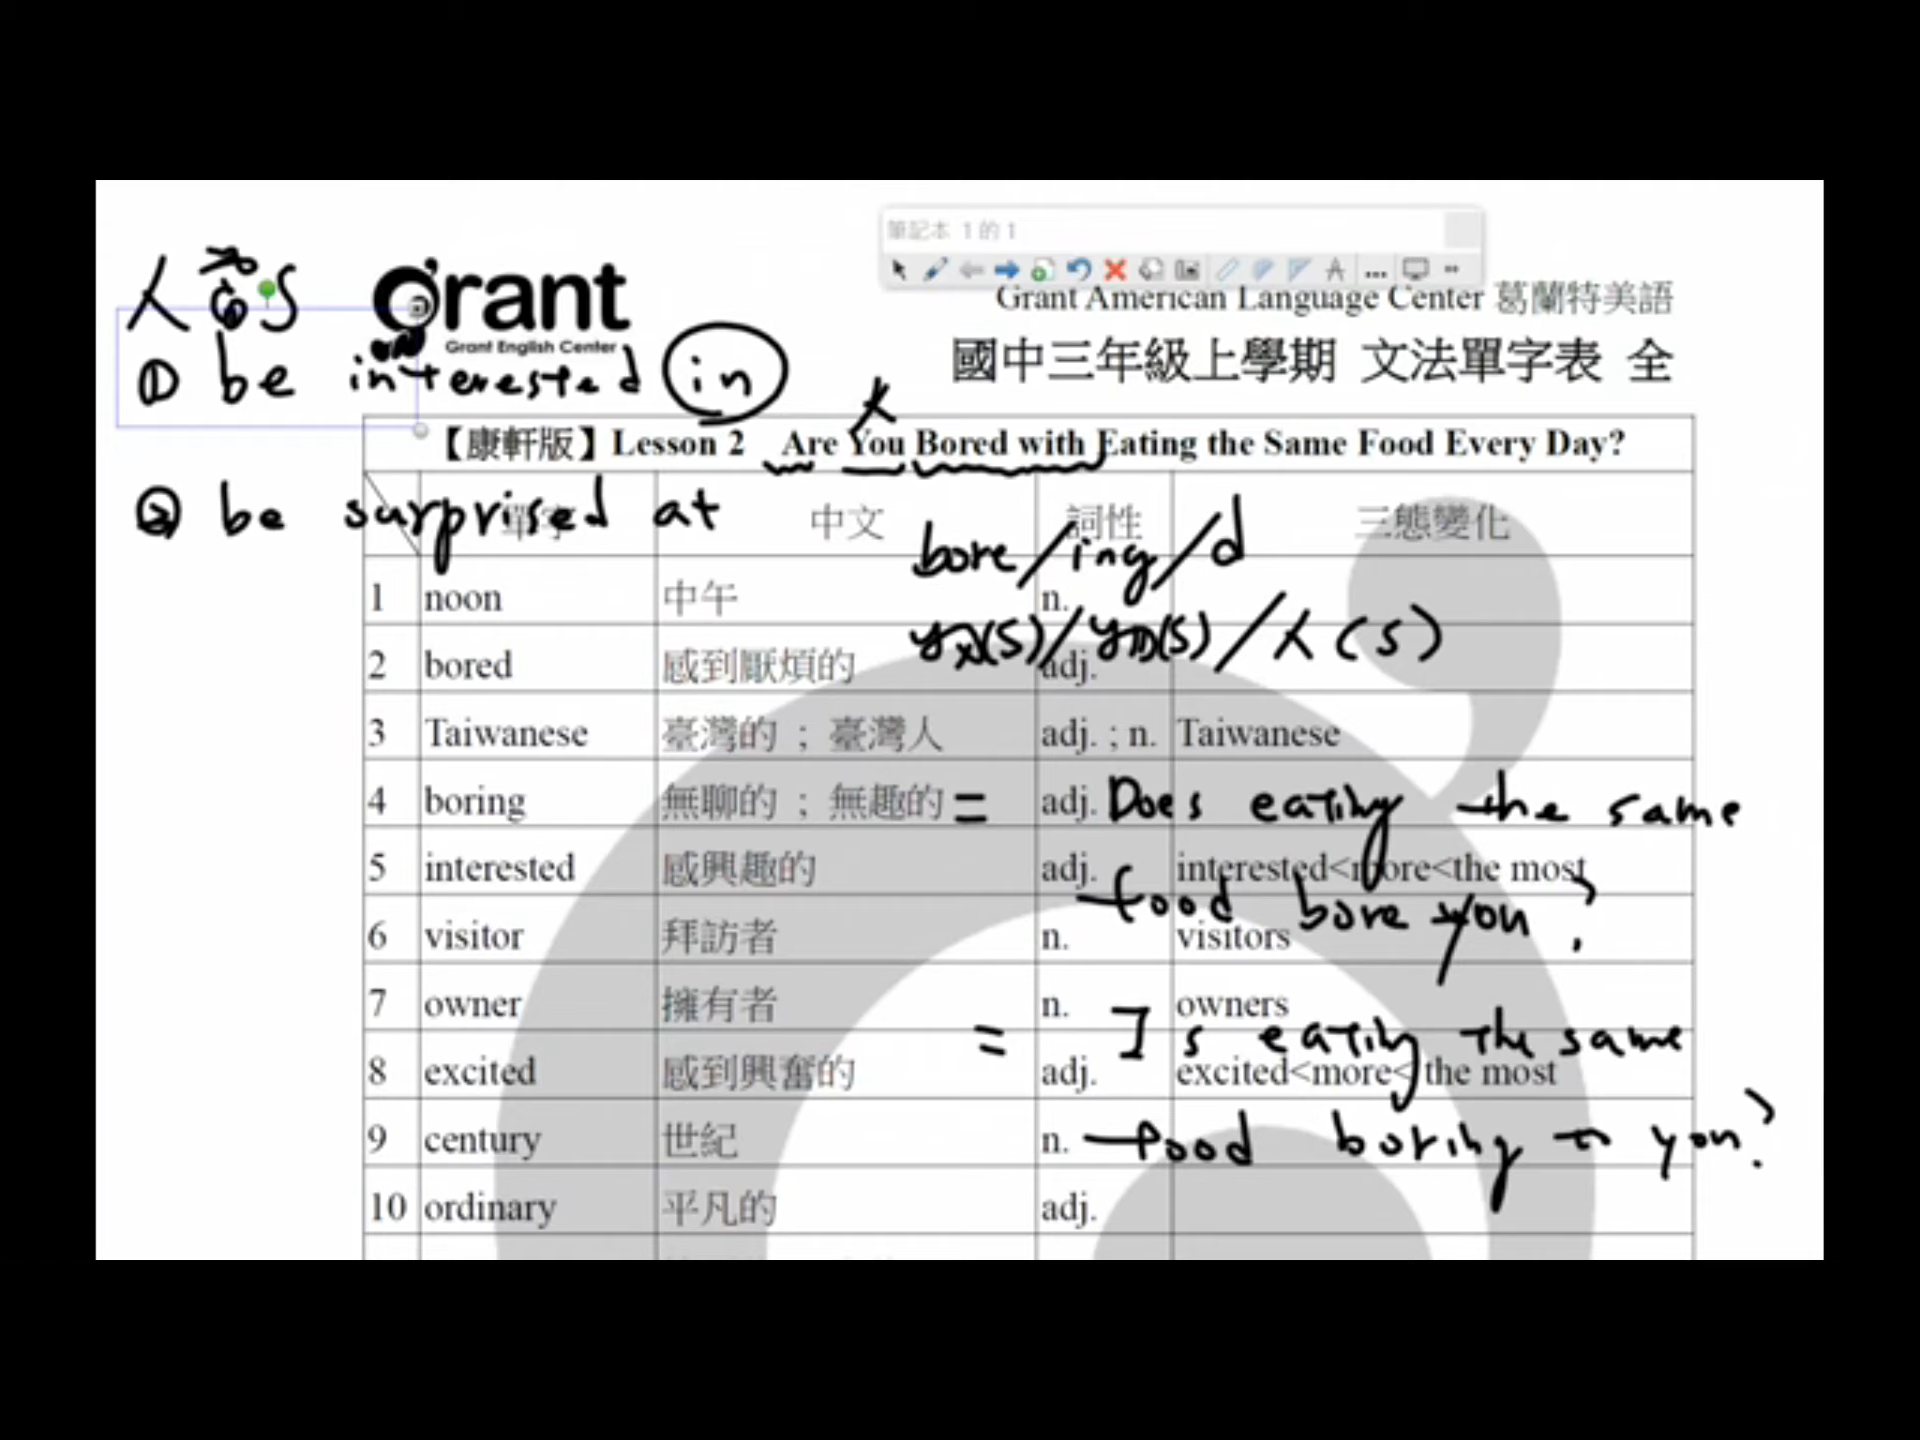 筆記本 1 的 1
人 當 S
grant
Grant English Center
Grant American Language Center 葛蘭特美語
國中三年級上學期 文法單字表 全
① be interested in
人
【康軒版】Lesson 2 Are You Bored with Eating the Same Food Every Day?
② be surprised at
單字 中文 詞性 三態變化
bore/ing/d
1 noon 中午 n.
(S)/ (S)/人(S)
2 bored 感到厭煩的 adj.
3 Taiwanese 臺灣的 ; 臺灣人 adj. ; n. Taiwanese
4 boring 無聊的 ; 無趣的 adj.
= Does eating the same
5 interested 感興趣的 adj. interested<more<the most
food bore you?
6 visitor 拜訪者 n. visitors
7 owner 擁有者 n. owners
= Is eating the same
8 excited 感到興奮的 adj. excited<more< the most
9 century 世紀 n.
food boring to you?
10 ordinary 平凡的 adj.